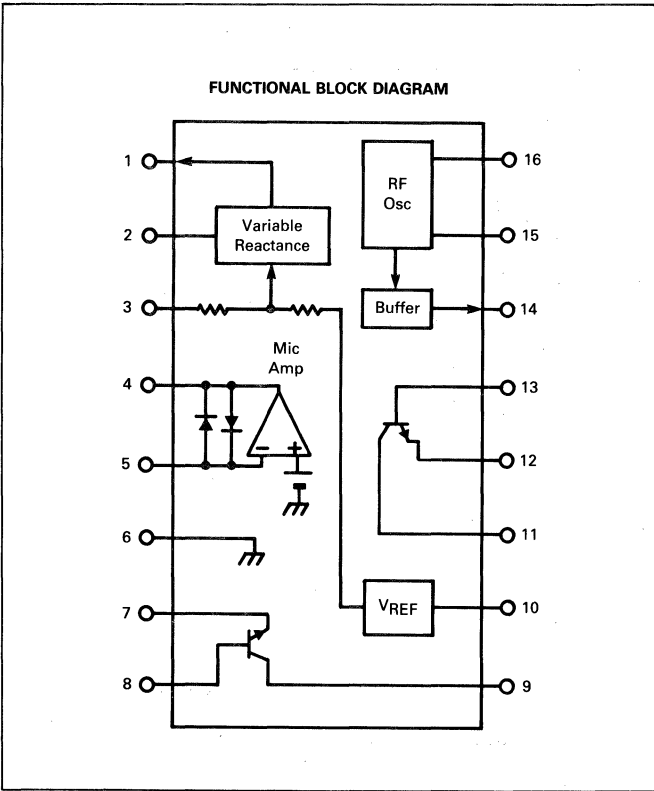 FUNCTIONAL BLOCK DIAGRAM
1
16
RF
Osc
Variable
Reactance
2
15
3
Buffer
14
Mic
Amp
4
13
5
− +
12
6
11
7
VREF
10
8
9